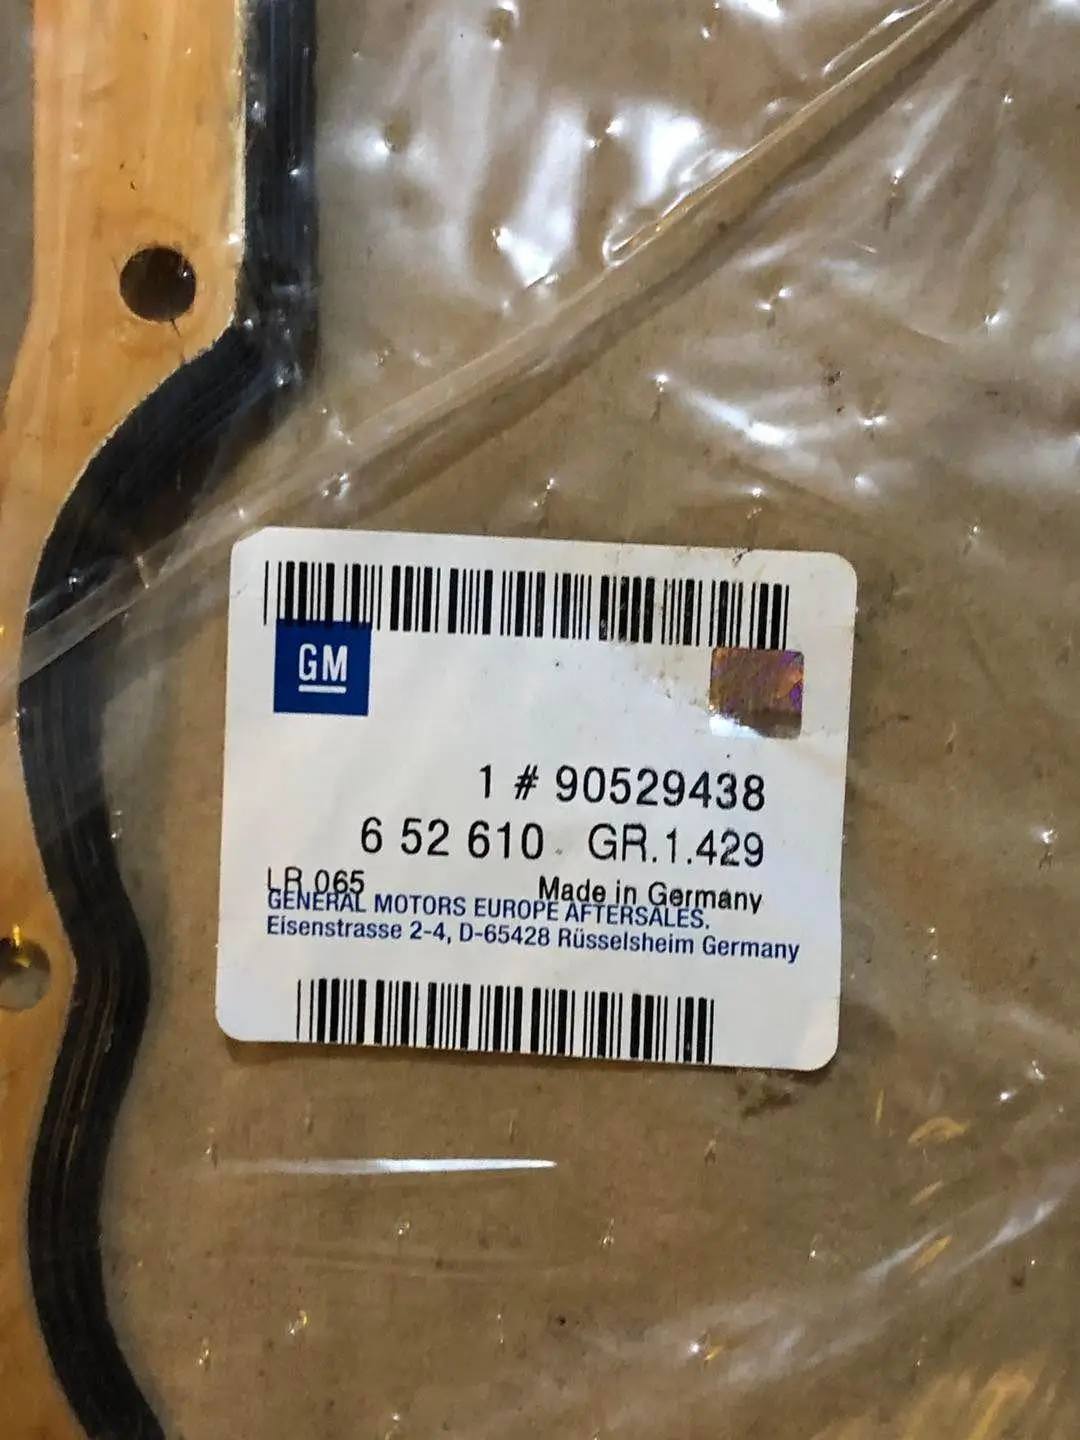 GM
1 # 90529438
6 52 610 GR.1.429
LR 065 Made in Germany
GENERAL MOTORS EUROPE AFTERSALES.
Eisenstrasse 2-4, D-65428 Rüsselsheim Germany